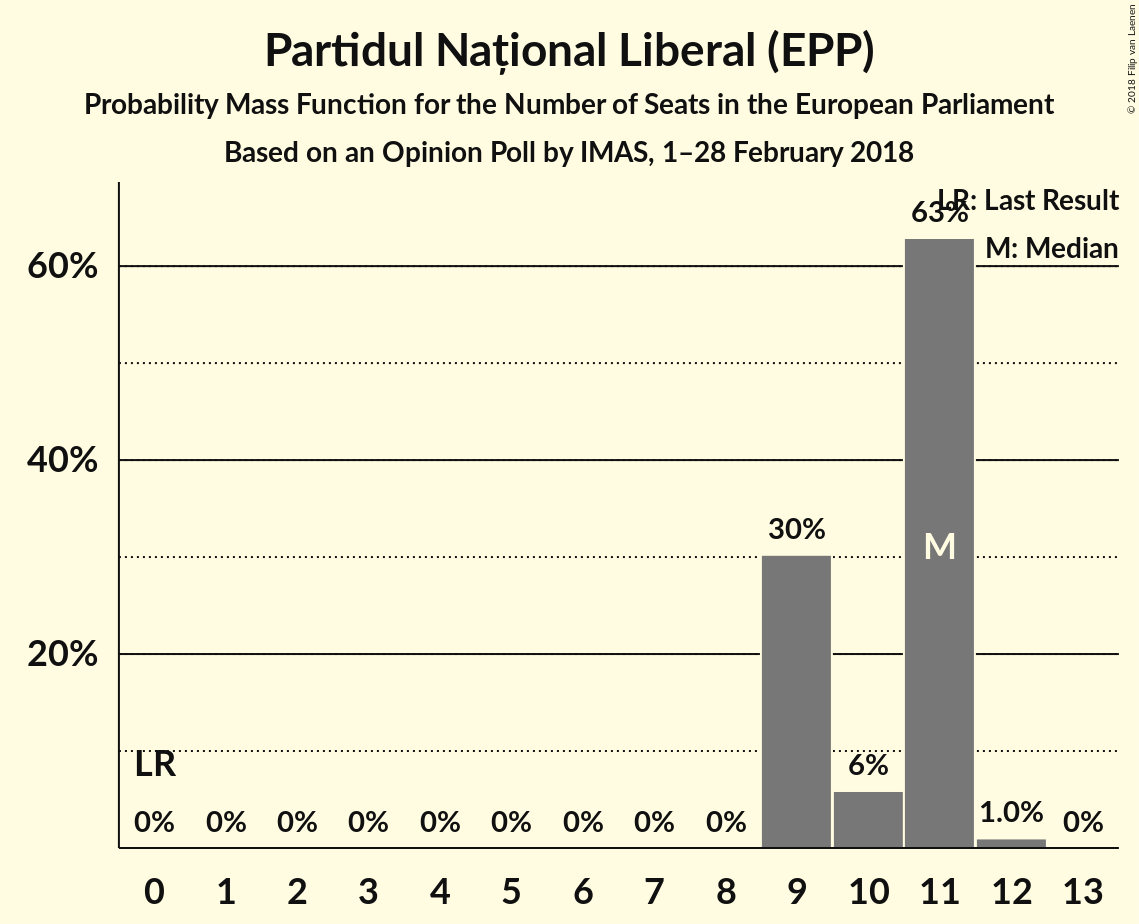 Partidul Național Liberal (EPP)
Probability Mass Function for the Number of Seats in the European Parliament
Based on an Opinion Poll by IMAS, 1–28 February 2018
© 2018 Filip van Laenen
LR: Last Result
M: Median
63%
60%
40%
30%
M
20%
LR
6%
0% 0% 0% 0% 0% 0% 0% 0% 0% 1.0% 0%
0 1 2 3 4 5 6 7 8 9 10 11 12 13